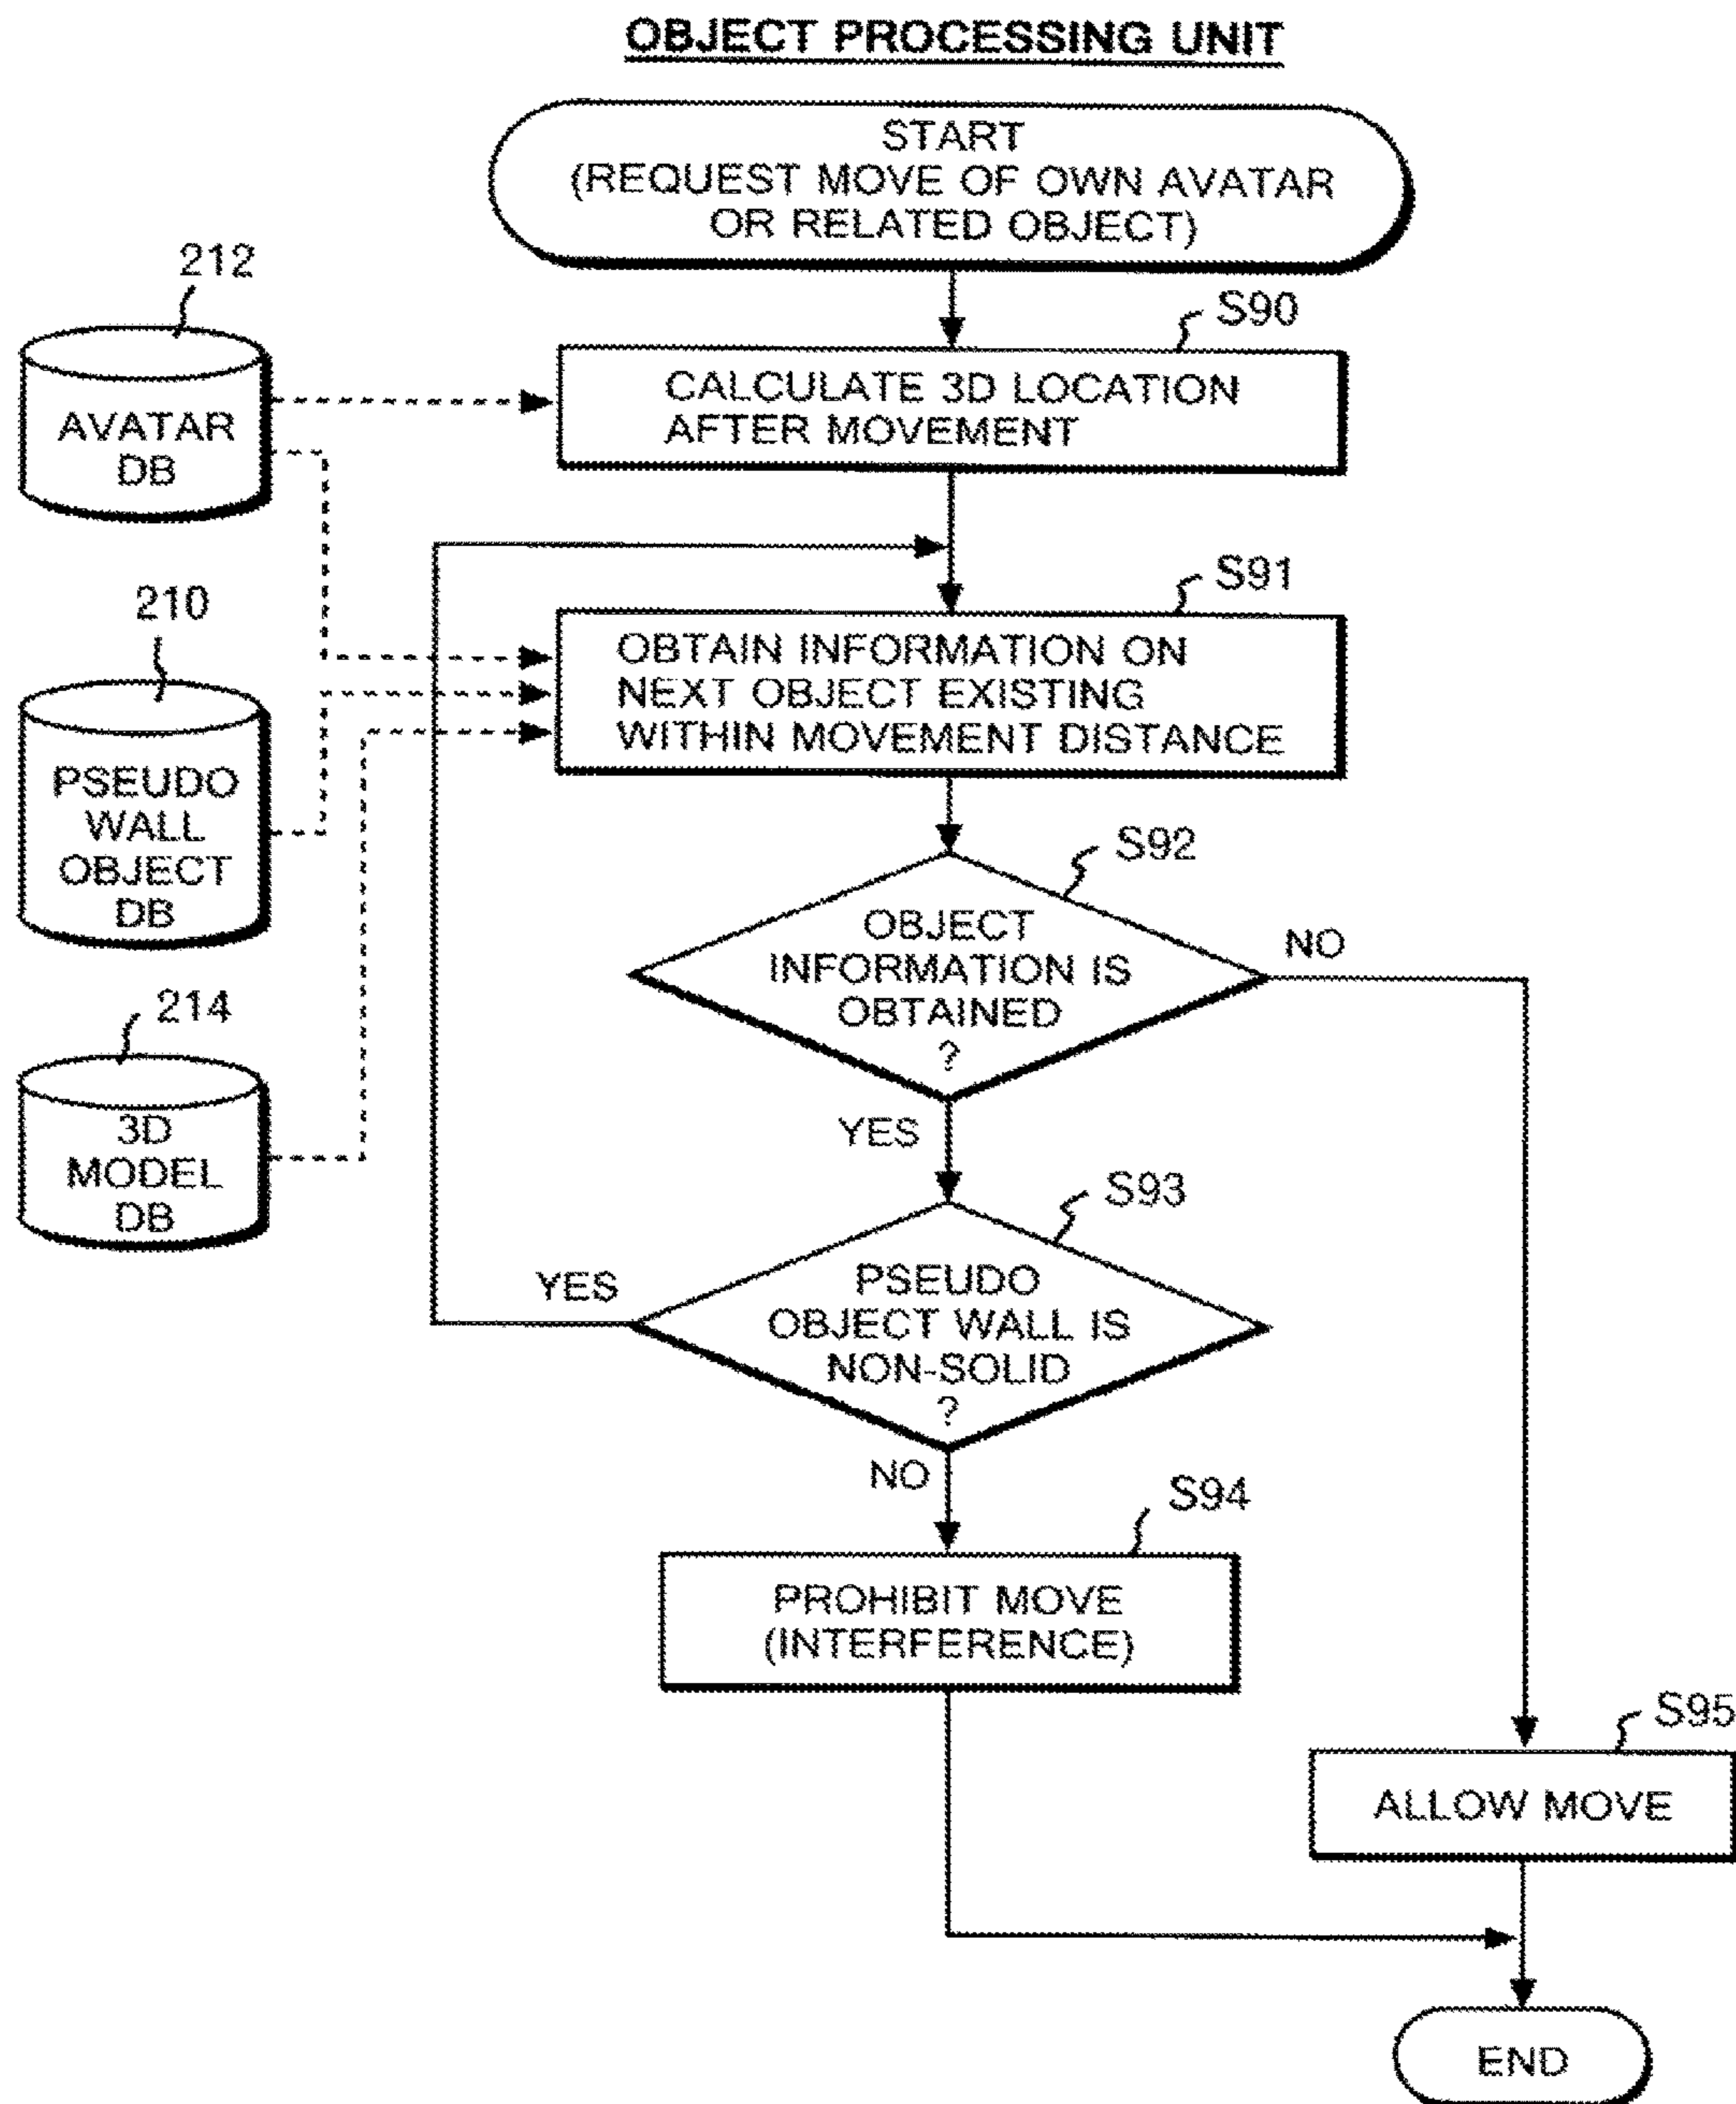 OBJECT PROCESSING UNIT
START
(REQUEST MOVE OF OWN AVATAR
OR RELATED OBJECT)
212
AVATAR
DB
S90
CALCULATE 3D LOCATION
AFTER MOVEMENT
210
PSEUDO
WALL
OBJECT
DB
S91
OBTAIN INFORMATION ON
NEXT OBJECT EXISTING
WITHIN MOVEMENT DISTANCE
214
3D
MODEL
DB
S92
OBJECT
INFORMATION IS
OBTAINED
?
NO
YES
S93
PSEUDO
OBJECT WALL IS
NON-SOLID
?
YES
NO
S94
PROHIBIT MOVE
(INTERFERENCE)
S95
ALLOW MOVE
END